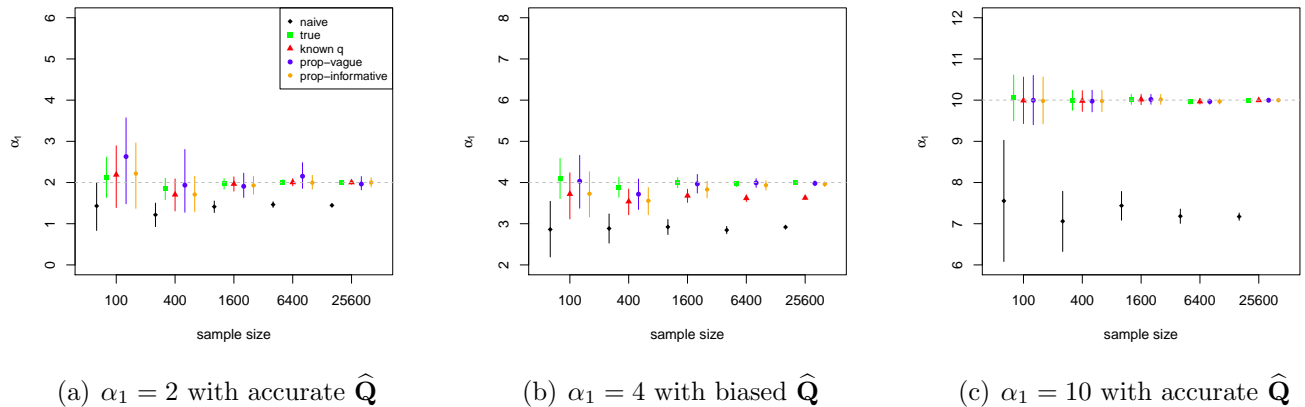 0 1 2 3 4 5 6
α₁
naive
true
known q
prop−vague
prop−informative
100 400 1600 6400 25600
sample size
(a) α₁ = 2 with accurate Q̂
2 3 4 5 6 7 8
α₁
100 400 1600 6400 25600
sample size
(b) α₁ = 4 with biased Q̂
6 7 8 9 10 11 12
α₁
100 400 1600 6400 25600
sample size
(c) α₁ = 10 with accurate Q̂